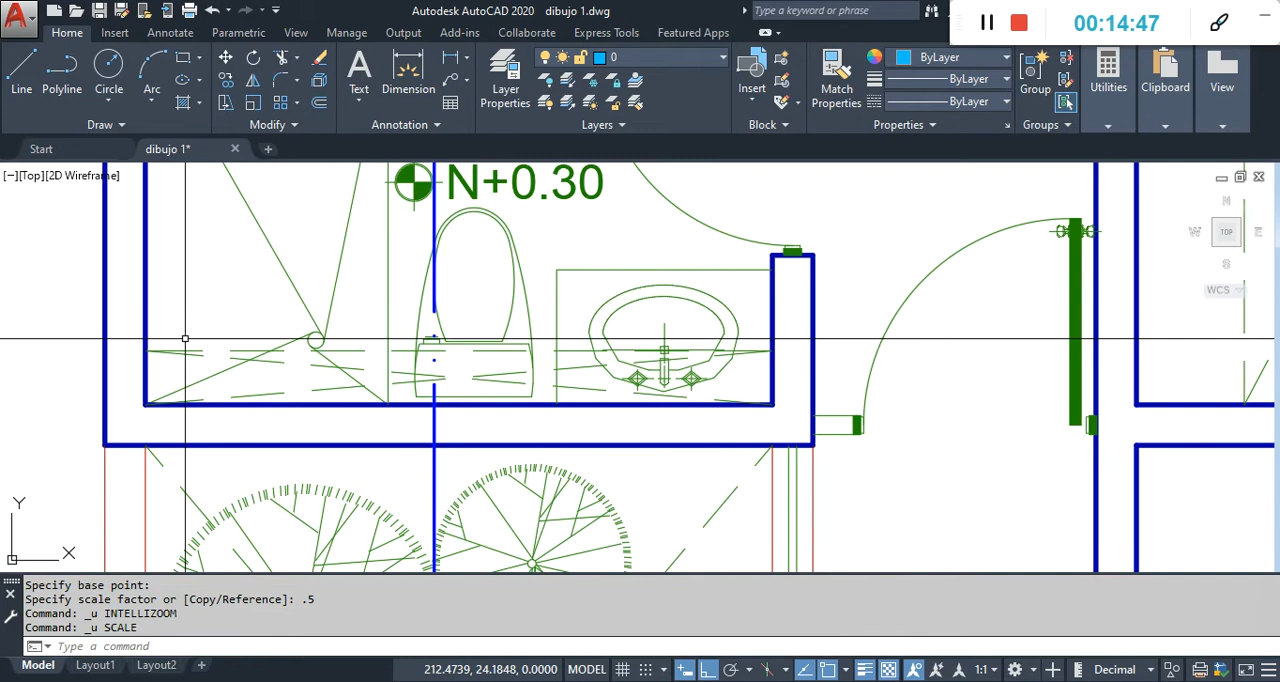 Autodesk AutoCAD 2020 dibujo 1.dwg
Type a keyword or phrase
00:14:47
Home Insert Annotate Parametric View Manage Output Add-ins Collaborate Express Tools Featured Apps
0
ByLayer
ByLayer
ByLayer
Line Polyline Circle Arc
Text Dimension
Layer
Properties
Insert
Match
Properties
Group
Utilities Clipboard View
Draw Modify Annotation Layers Block Properties Groups
Start dibujo 1*
[−][Top][2D Wireframe]
N+0.30
N
W TOP E
S
WCS
Y
X
Specify base point:
Specify scale factor or [Copy/Reference]: .5
Command: _u INTELLIZOOM
Command: _u SCALE
Type a command
Model Layout1 Layout2 +
212.4739, 24.1848, 0.0000 MODEL 1:1 Decimal